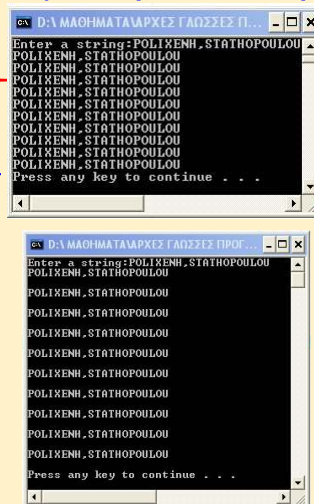 D:\ ΜΑΘΗΜΑΤΑ\ΑΡΧΕΣ ΓΛΩΣΣΕΣ Π...
Enter a string:POLIXENH,STATHOPOULOU
POLIXENH,STATHOPOULOU
POLIXENH,STATHOPOULOU
POLIXENH,STATHOPOULOU
POLIXENH,STATHOPOULOU
POLIXENH,STATHOPOULOU
POLIXENH,STATHOPOULOU
POLIXENH,STATHOPOULOU
POLIXENH,STATHOPOULOU
POLIXENH,STATHOPOULOU
POLIXENH,STATHOPOULOU
Press any key to continue . . .
D:\ ΜΑΘΗΜΑΤΑ\ΑΡΧΕΣ ΓΛΩΣΣΕΣ ΠΡΟΓ...
Enter a string:POLIXENH,STATHOPOULOU
POLIXENH,STATHOPOULOU
POLIXENH,STATHOPOULOU
POLIXENH,STATHOPOULOU
POLIXENH,STATHOPOULOU
POLIXENH,STATHOPOULOU
POLIXENH,STATHOPOULOU
POLIXENH,STATHOPOULOU
POLIXENH,STATHOPOULOU
POLIXENH,STATHOPOULOU
POLIXENH,STATHOPOULOU
Press any key to continue . . .